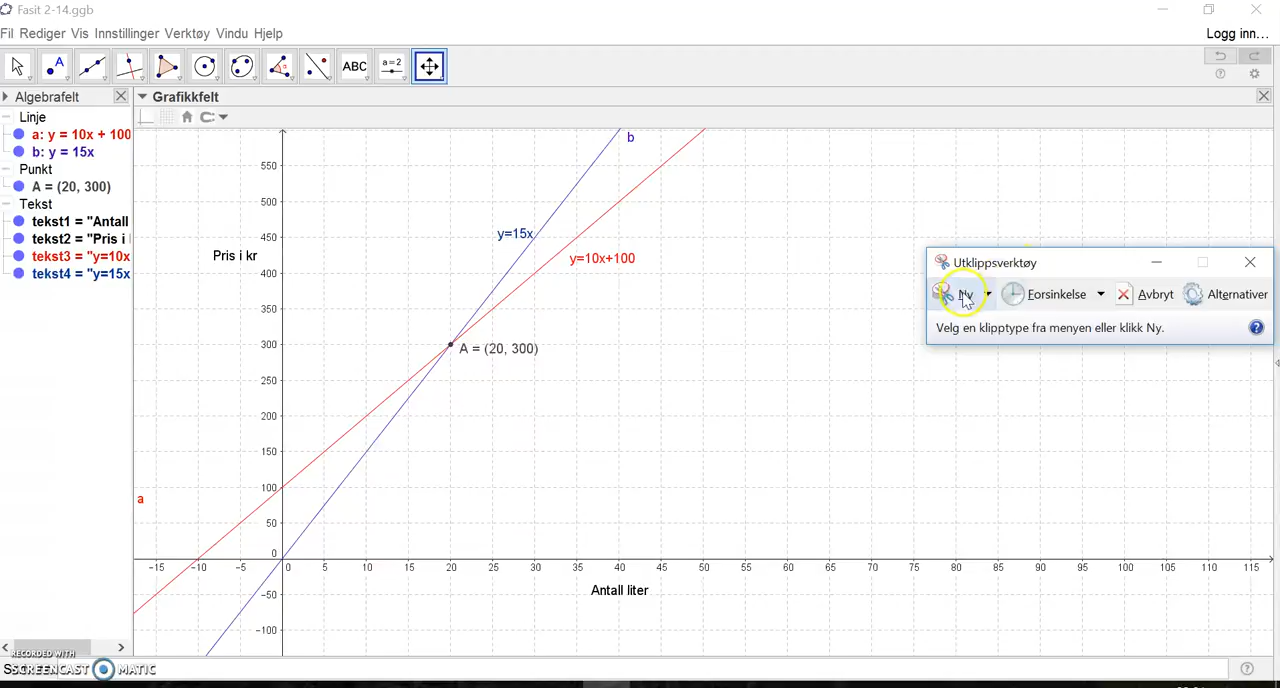 Fasit 2-14.ggb
Fil Rediger Vis Innstillinger Verktøy Vindu Hjelp
Logg inn...
A
ABC
a=2
Algebrafelt
Grafikkfelt
Linje
a: y = 10x + 100
b: y = 15x
Punkt
A = (20, 300)
Tekst
tekst1 = "Antall
tekst2 = "Pris i
tekst3 = "y=10x
tekst4 = "y=15x
b
550
500
y=15x
450
Pris i kr
y=10x+100
400
350
300
A = (20, 300)
250
200
150
100
a
50
0
-15 -10 -5 0 5 10 15 20 25 30 35 40 45 50 55 60 65 70 75 80 85 90 95 100 105 110 115
Antall liter
-50
-100
Utklippsverktøy
Ny Forsinkelse Avbryt Alternativer
Velg en klipptype fra menyen eller klikk Ny.
RECORDED WITH
SCREENCAST MATIC